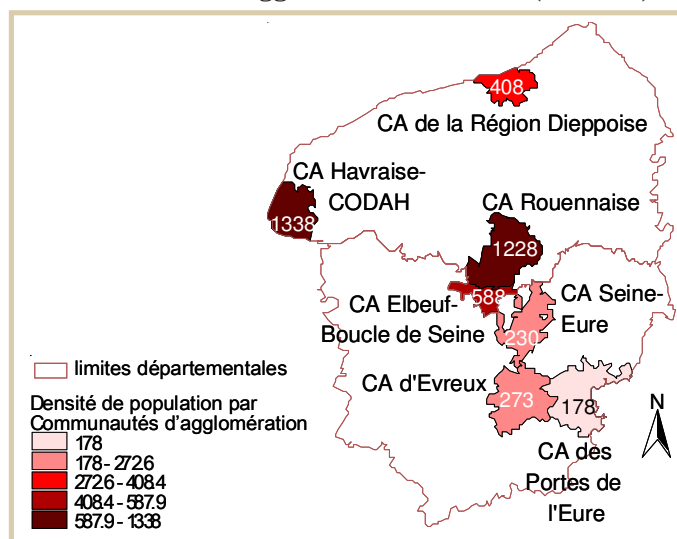 408
CA de la Région Dieppoise
CA Havraise-
CODAH
1338
CA Rouennaise
1228
588
CA Elbeuf-
Boucle de Seine
CA Seine-
Eure
230
CA d'Evreux
273
178
CA des
Portes de
l'Eure
N
limites départementales
Densité de population par
Communautés d'agglomération
178
178 - 272.6
272.6 - 408.4
408.4 - 587.9
587.9 - 1338